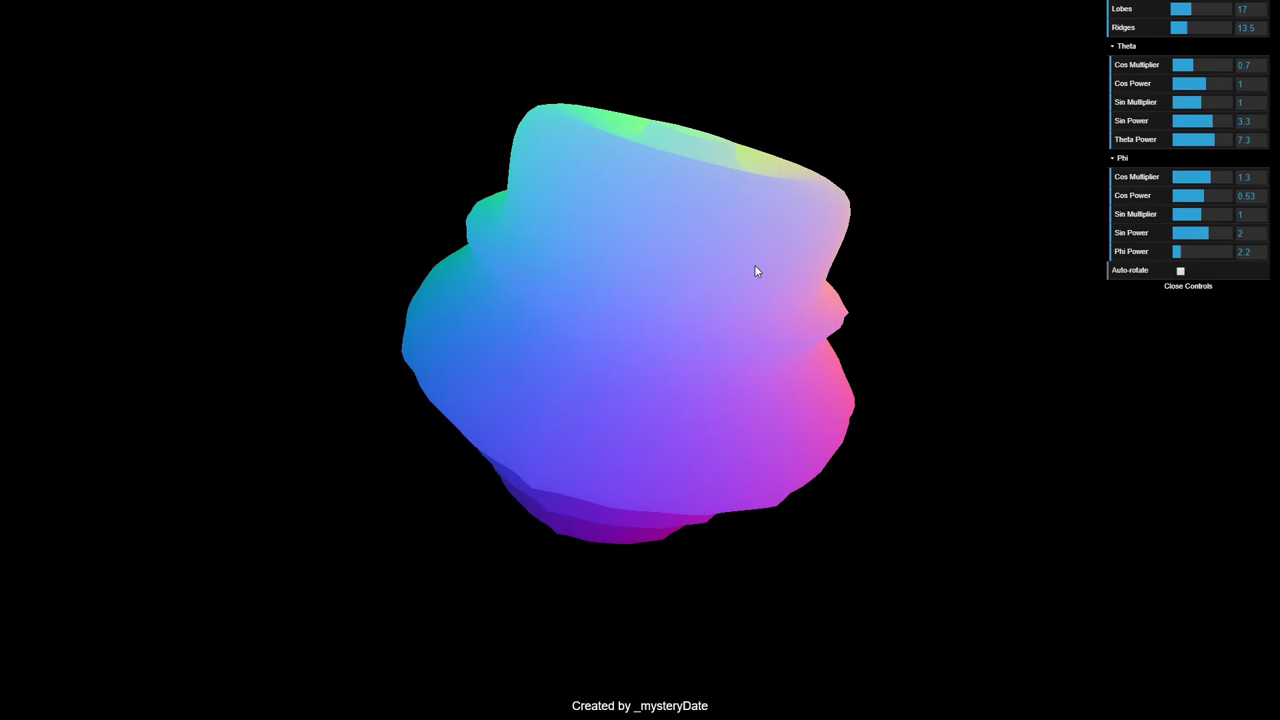 Lobes 17
Ridges 13.5
Theta
Cos Multiplier 0.7
Cos Power 1
Sin Multiplier 1
Sin Power 3.3
Theta Power 7.3
Phi
Cos Multiplier 1.3
Cos Power 0.53
Sin Multiplier 1
Sin Power 2
Phi Power 2.2
Auto-rotate
Close Controls
Created by _mysteryDate